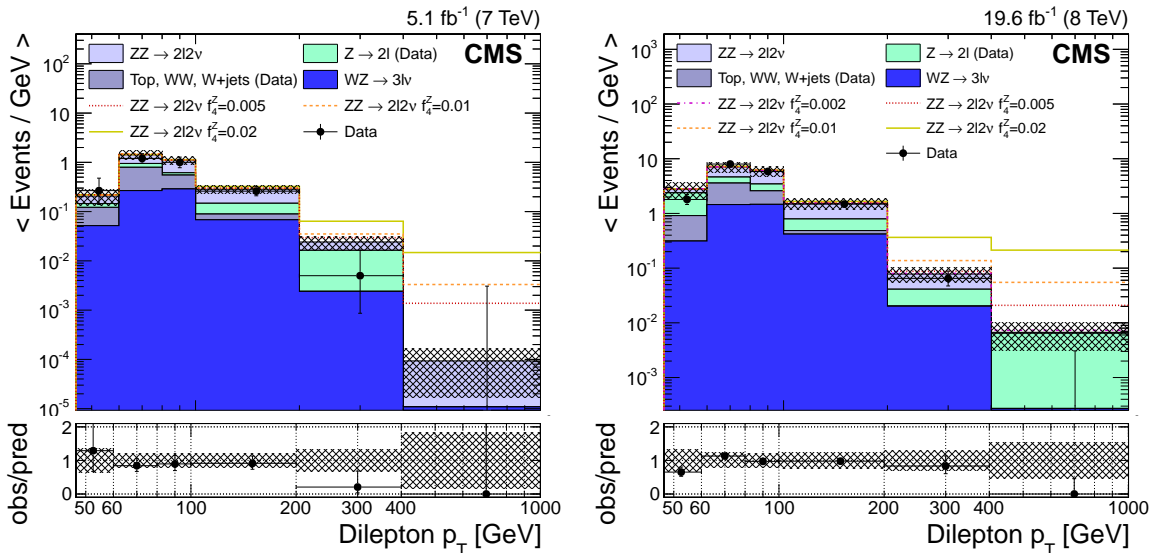 5.1 fb⁻¹ (7 TeV)
CMS
ZZ → 2l2ν
Z → 2l (Data)
Top, WW, W+jets (Data)
WZ → 3lν
ZZ → 2l2ν f₄ᶻ=0.005
ZZ → 2l2ν f₄ᶻ=0.01
ZZ → 2l2ν f₄ᶻ=0.02
Data
< Events / GeV >
10³
10²
10
1
10⁻¹
10⁻²
10⁻³
10⁻⁴
10⁻⁵
obs/pred
2
1
0
50 60 100 200 300 400 1000
Dilepton p_T [GeV]
19.6 fb⁻¹ (8 TeV)
CMS
ZZ → 2l2ν
Z → 2l (Data)
Top, WW, W+jets (Data)
WZ → 3lν
ZZ → 2l2ν f₄ᶻ=0.002
ZZ → 2l2ν f₄ᶻ=0.005
ZZ → 2l2ν f₄ᶻ=0.01
ZZ → 2l2ν f₄ᶻ=0.02
Data
< Events / GeV >
10³
10²
10
1
10⁻¹
10⁻²
10⁻³
obs/pred
2
1
0
50 60 100 200 300 400 1000
Dilepton p_T [GeV]